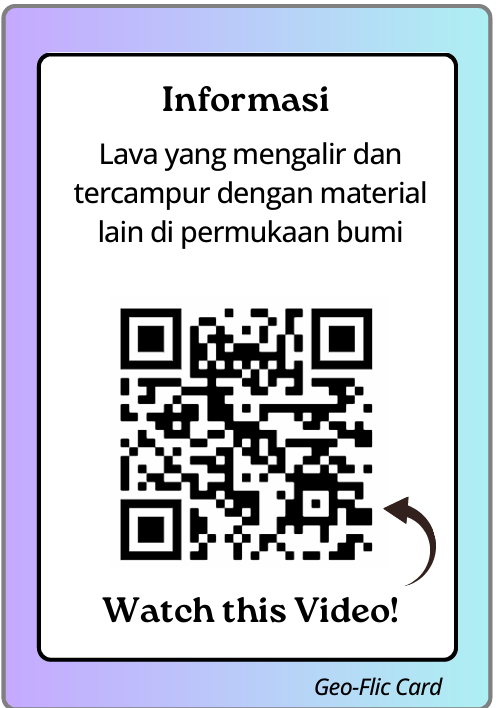 Informasi
Lava yang mengalir dan
tercampur dengan material
lain di permukaan bumi
Watch this Video!
Geo-Flic Card